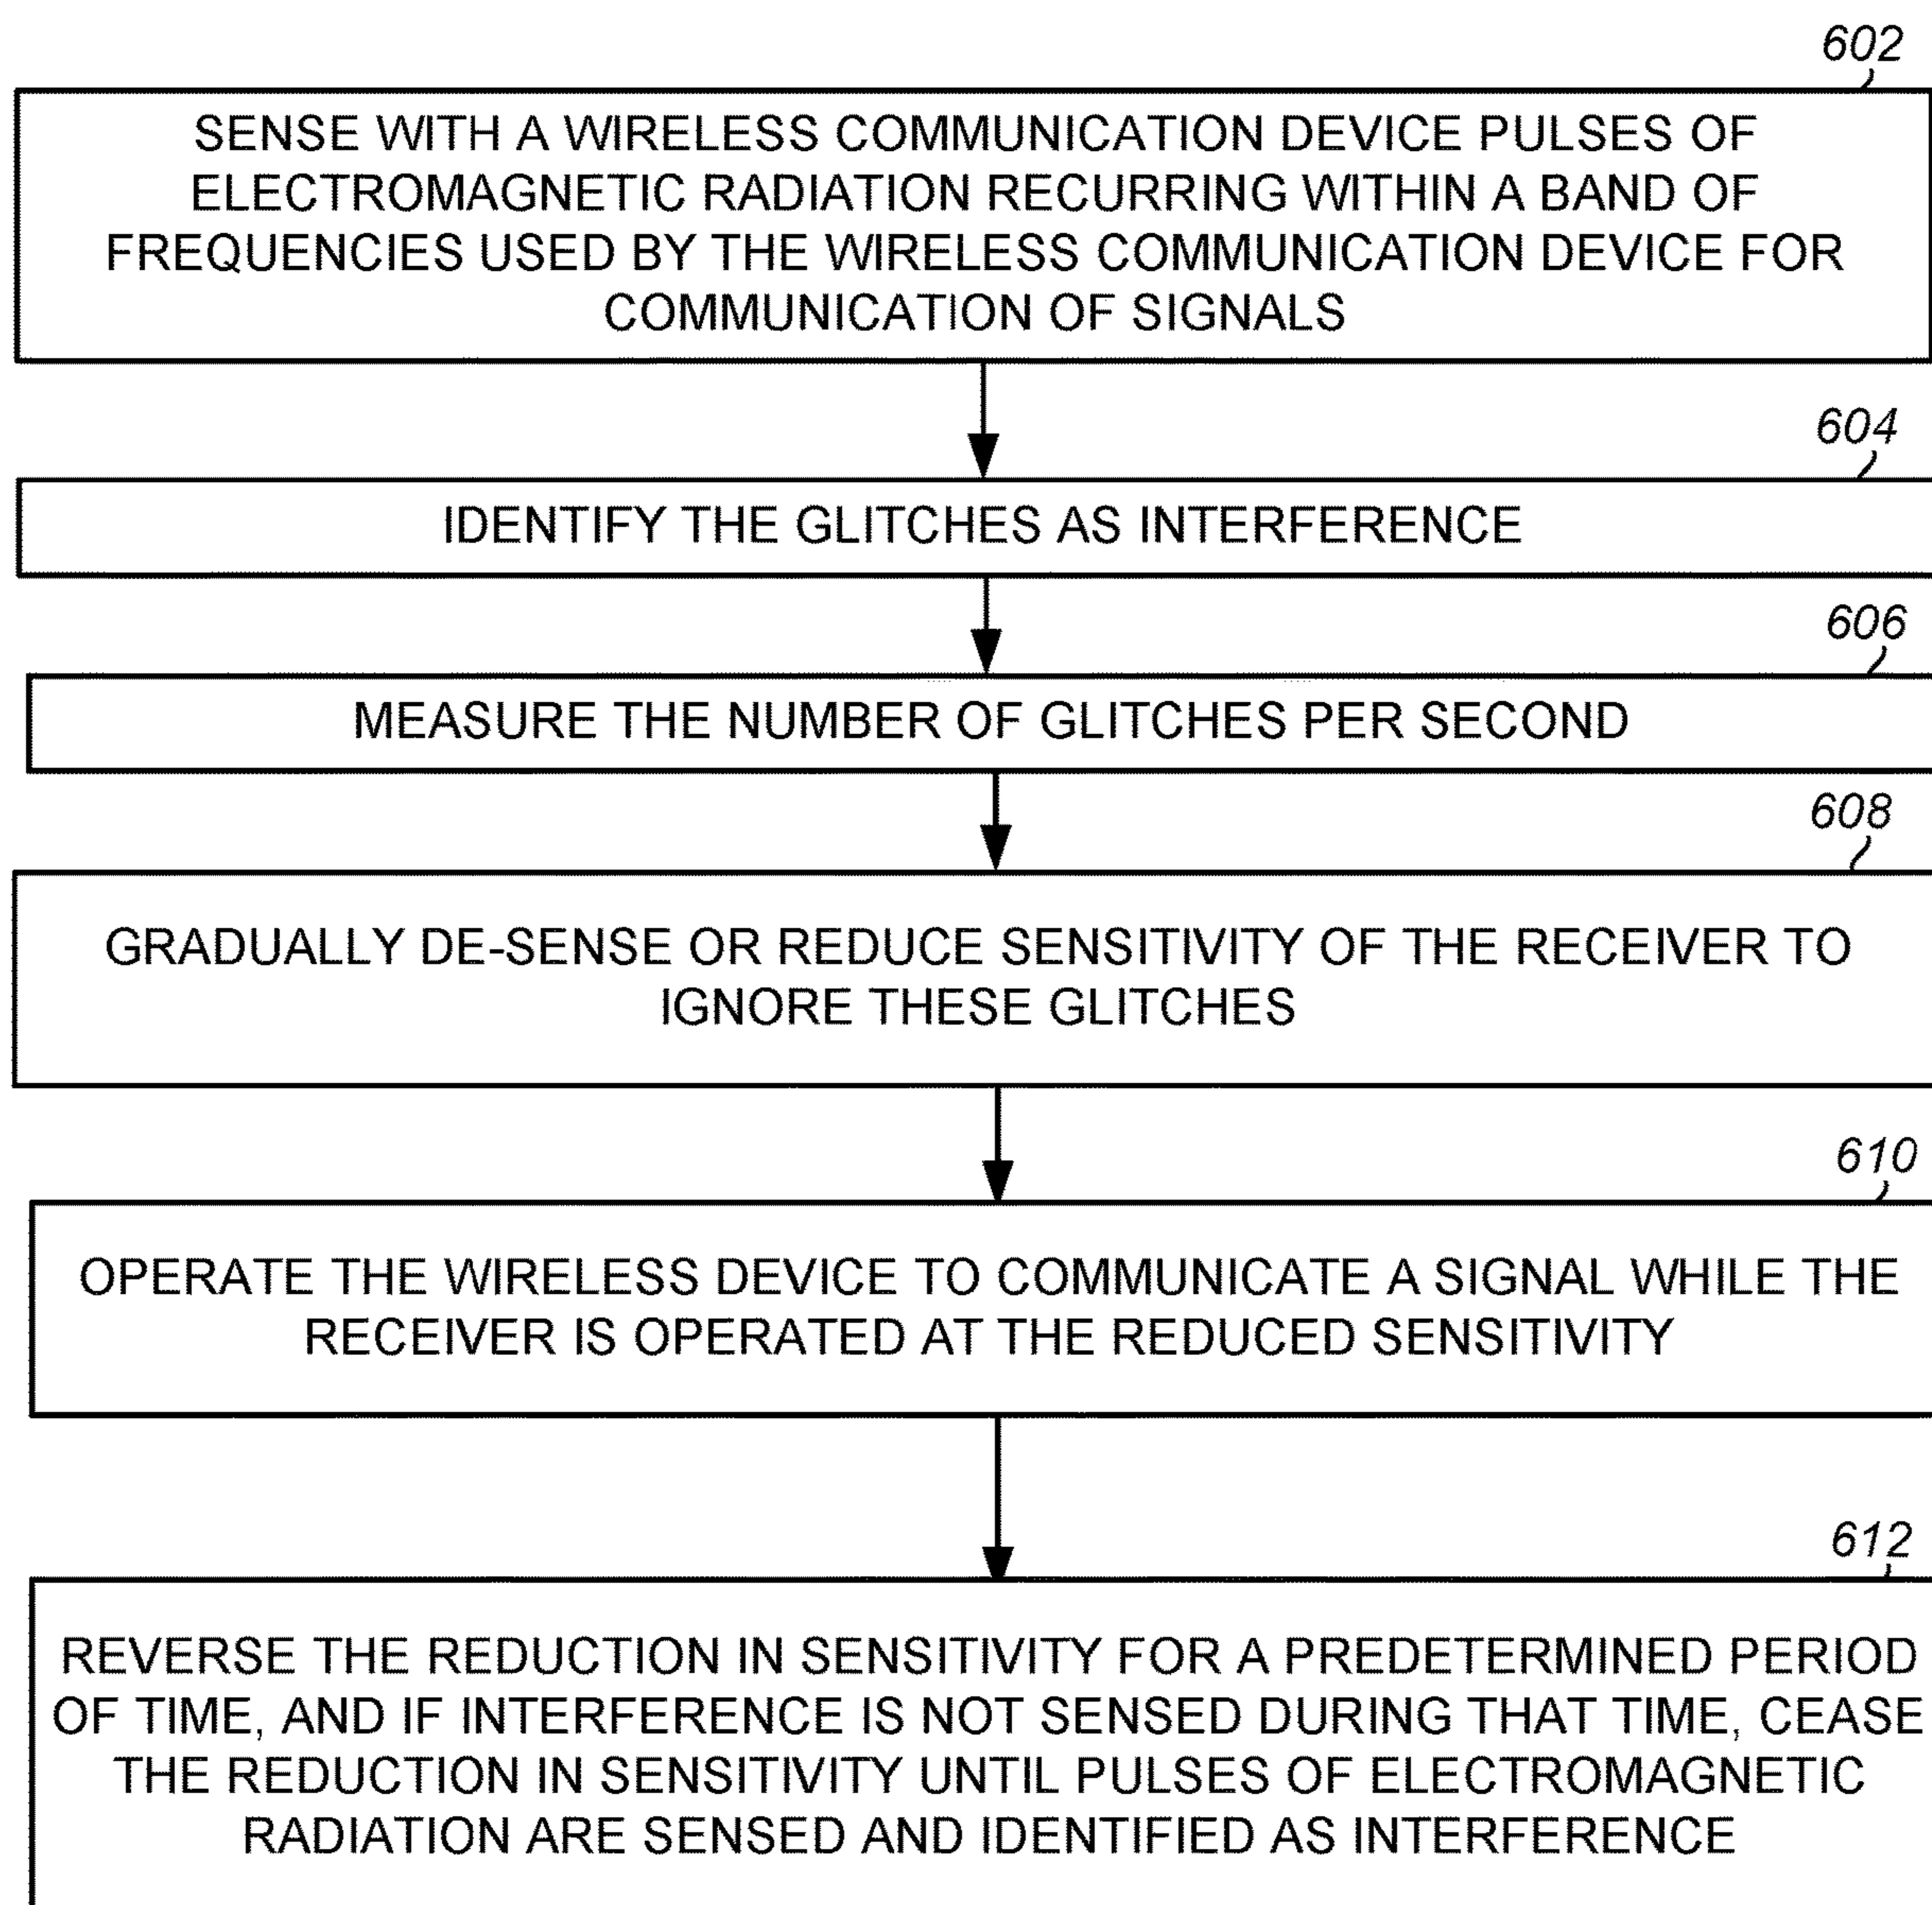 602
SENSE WITH A WIRELESS COMMUNICATION DEVICE PULSES OF
ELECTROMAGNETIC RADIATION RECURRING WITHIN A BAND OF
FREQUENCIES USED BY THE WIRELESS COMMUNICATION DEVICE FOR
COMMUNICATION OF SIGNALS
604
IDENTIFY THE GLITCHES AS INTERFERENCE
606
MEASURE THE NUMBER OF GLITCHES PER SECOND
608
GRADUALLY DE-SENSE OR REDUCE SENSITIVITY OF THE RECEIVER TO
IGNORE THESE GLITCHES
610
OPERATE THE WIRELESS DEVICE TO COMMUNICATE A SIGNAL WHILE THE
RECEIVER IS OPERATED AT THE REDUCED SENSITIVITY
612
REVERSE THE REDUCTION IN SENSITIVITY FOR A PREDETERMINED PERIOD
OF TIME, AND IF INTERFERENCE IS NOT SENSED DURING THAT TIME, CEASE
THE REDUCTION IN SENSITIVITY UNTIL PULSES OF ELECTROMAGNETIC
RADIATION ARE SENSED AND IDENTIFIED AS INTERFERENCE